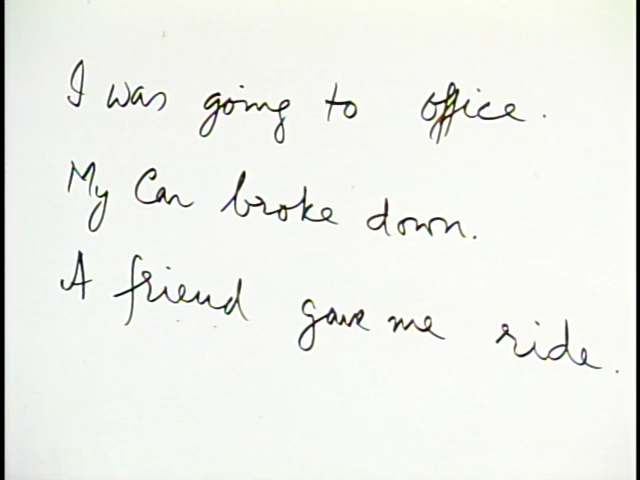 I was going to office.
My Car broke down.
A friend gave me ride.